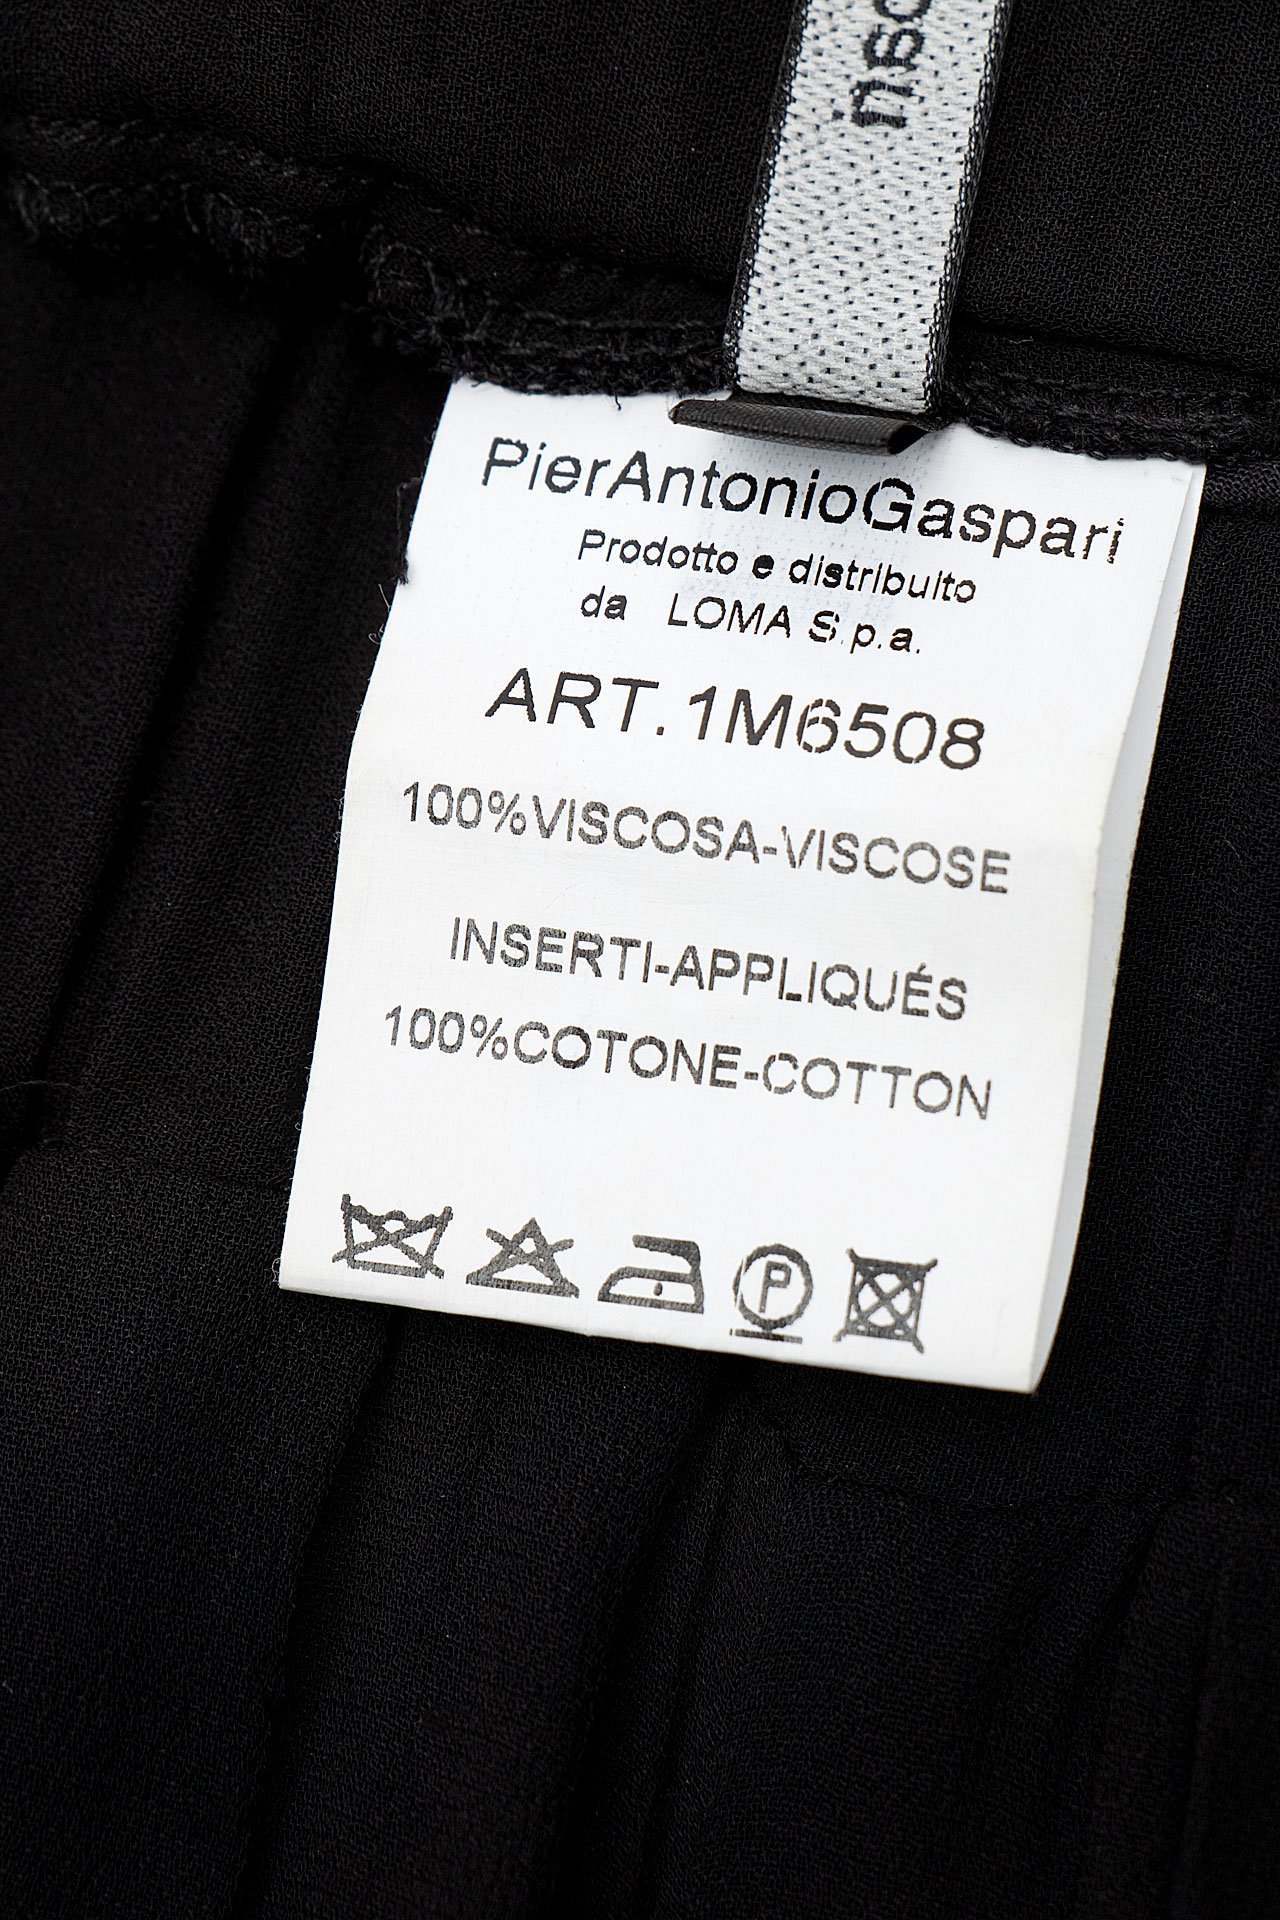 PierAntonioGaspari
Prodotto e distribuito
da LOMA S.p.a.
ART. 1M6508
100%VISCOSA-VISCOSE
INSERTI-APPLIQUÉS
100%COTONE-COTTON
P